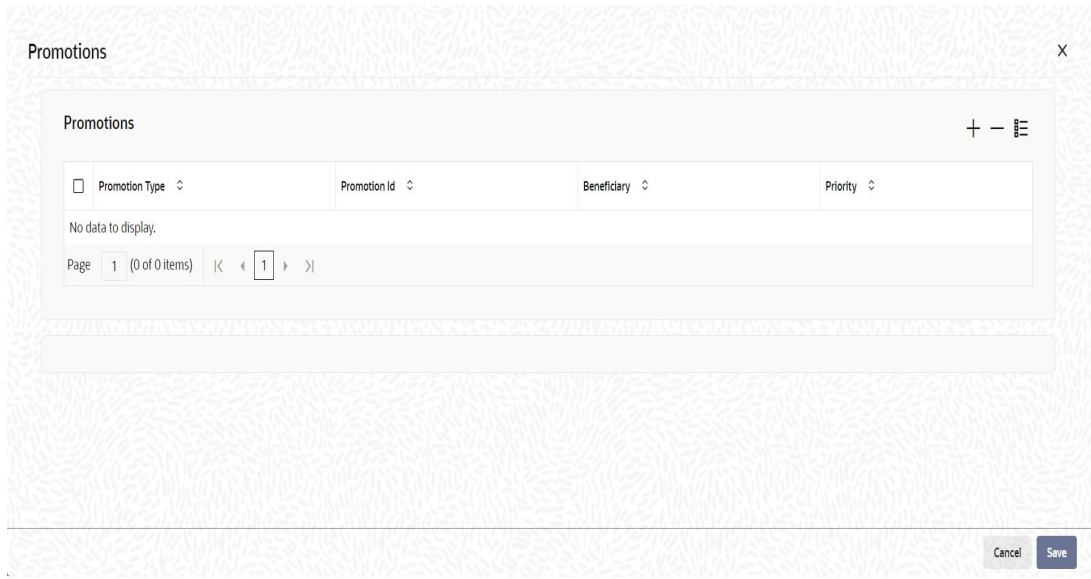 Promotions
Promotions
Promotion Type Promotion Id Beneficiary Priority
No data to display.
Page 1 (0 of 0 items) 1
Cancel Save